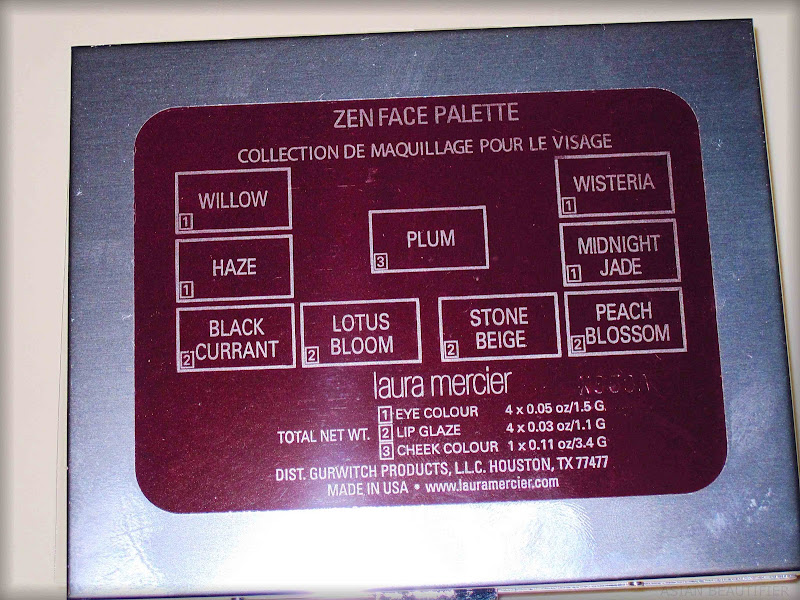 ZEN FACE PALETTE
COLLECTION DE MAQUILLAGE POUR LE VISAGE
WILLOW
1
WISTERIA
1
PLUM
3
HAZE
1
MIDNIGHT
JADE
1
BLACK
CURRANT
2
LOTUS
BLOOM
2
STONE
BEIGE
2
PEACH
BLOSSOM
2
laura mercier
1 EYE COLOUR 4 x 0.05 oz/1.5 G
TOTAL NET WT. 2 LIP GLAZE 4 x 0.03 oz/1.1 G
3 CHEEK COLOUR 1 x 0.11 oz/3.4 G
DIST. GURWITCH PRODUCTS, L.L.C. HOUSTON, TX 77477
MADE IN USA • www.lauramercier.com